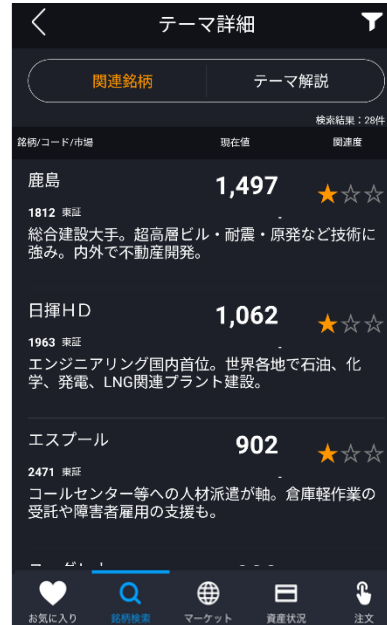 テーマ詳細
関連銘柄 テーマ解説
検索結果：28件
銘柄/コード/市場 現在値 関連度
鹿島 1,497 ★☆☆
1812 東証 -
総合建設大手。超高層ビル・耐震・原発など技術に
強み。内外で不動産開発。
日揮HD 1,062 ★☆☆
1963 東証 -
エンジニアリング国内首位。世界各地で石油、化
学、発電、LNG関連プラント建設。
エスプール 902 ★☆☆
2471 東証 -
コールセンター等への人材派遣が軸。倉庫軽作業の
受託や障害者雇用の支援も。
お気に入り 銘柄検索 マーケット 資産状況 注文